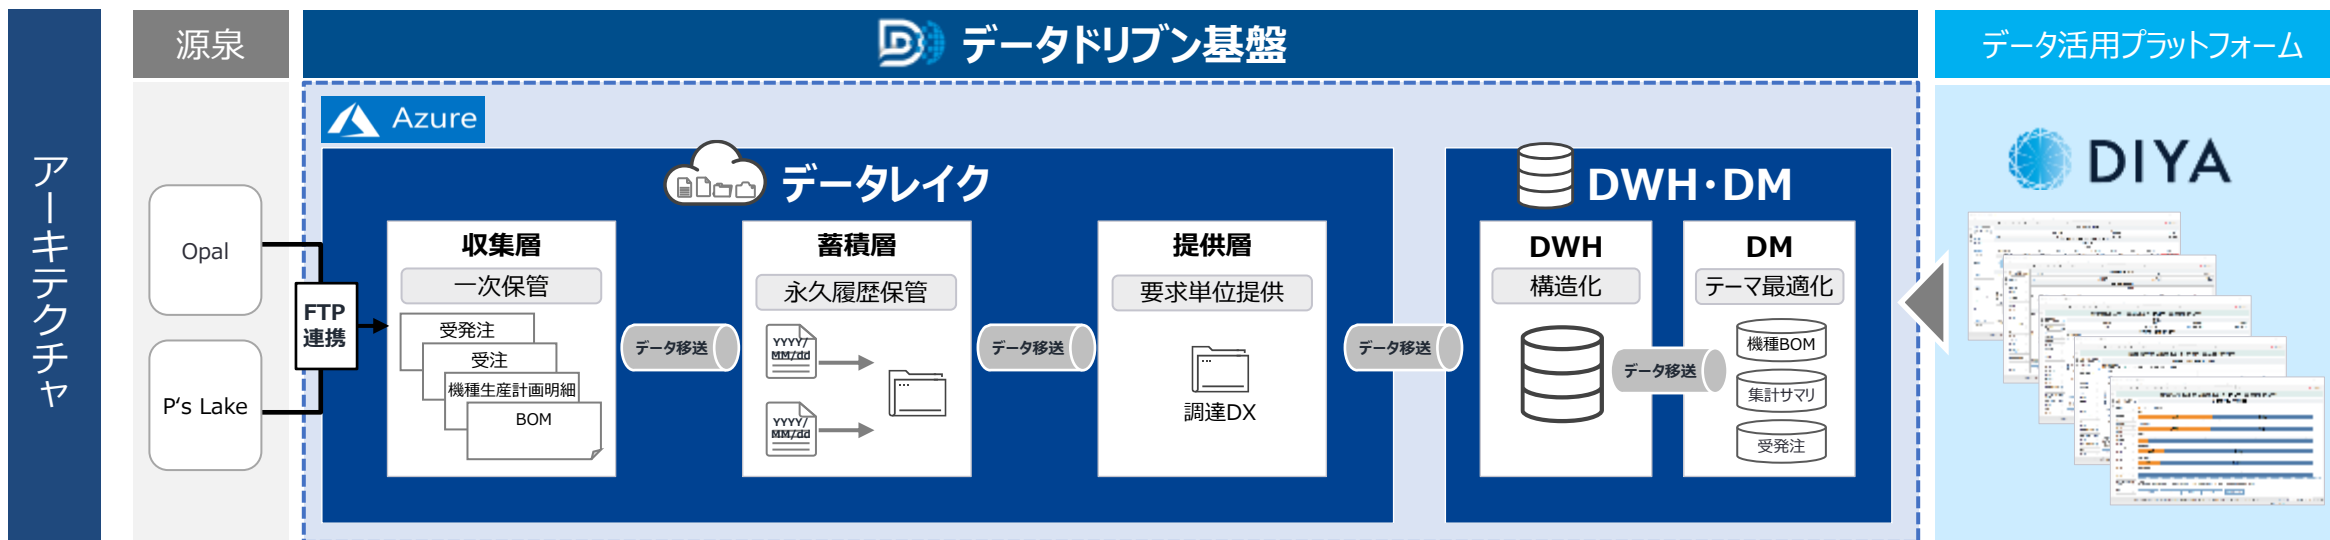 アーキテクチャ
源泉
データドリブン基盤
データ活用プラットフォーム
Azure
DIYA
データレイク
DWH・DM
Opal
P's Lake
FTP
連携
収集層
一次保管
受発注
受注
機種生産計画明細
BOM
データ移送
蓄積層
永久履歴保管
YYYY/
MM/dd
YYYY/
MM/dd
データ移送
提供層
要求単位提供
調達DX
データ移送
DWH
構造化
データ移送
DM
テーマ最適化
機種BOM
集計サマリ
受発注